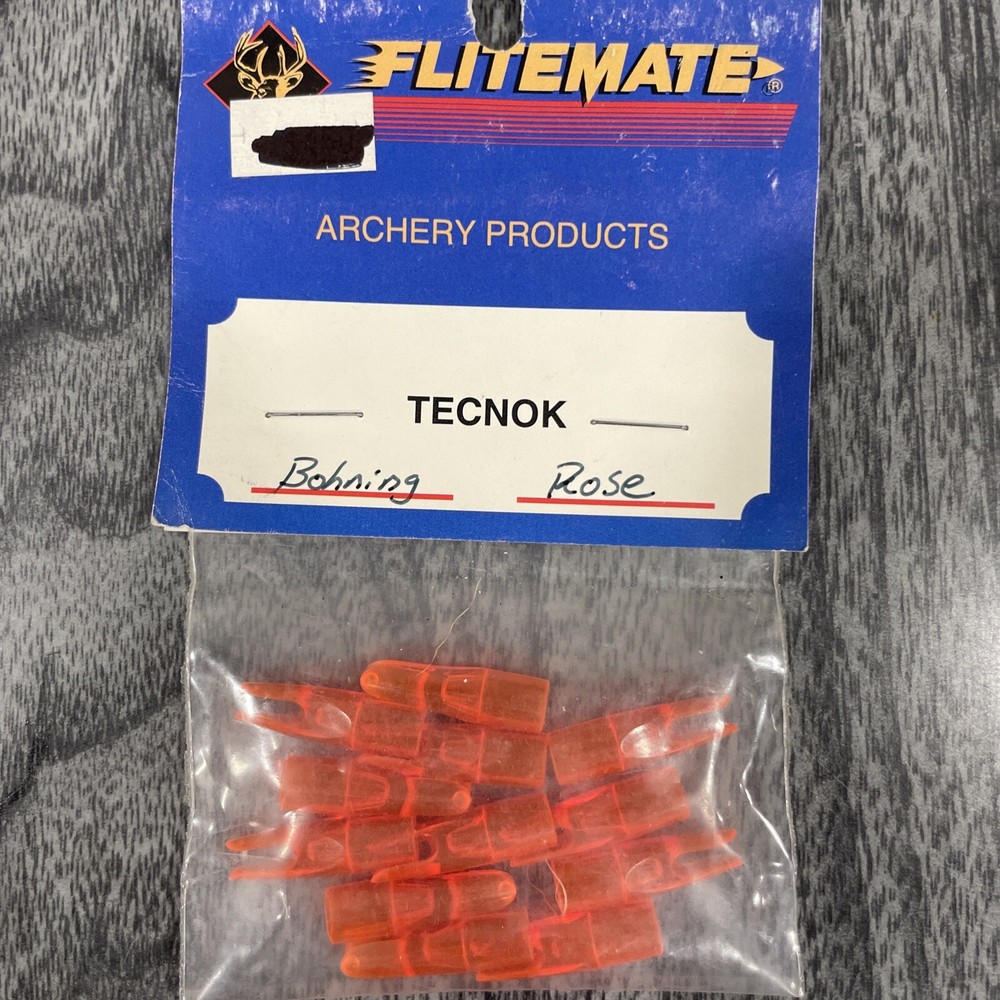 FLITEMATE®
ARCHERY PRODUCTS
TECNOK
Bohning Rose